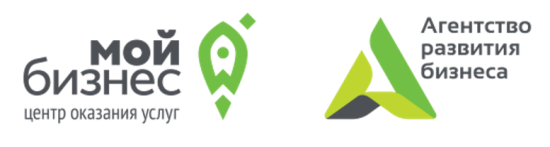 мой
бизнес
центр оказания услуг
Агентство
развития
бизнеса